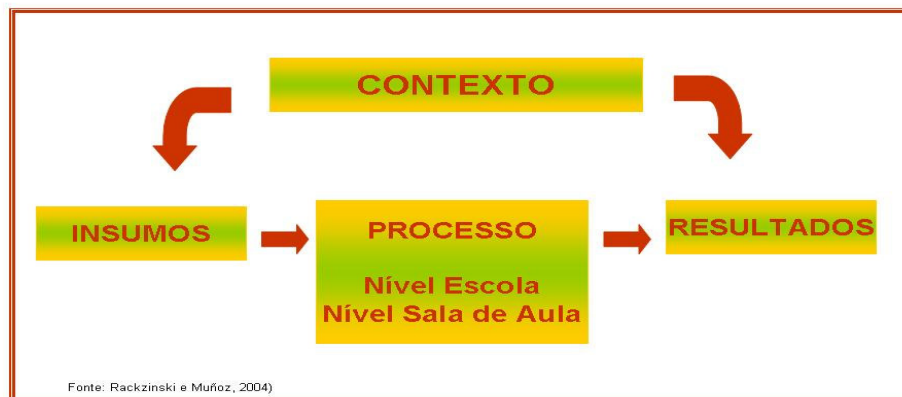 CONTEXTO
INSUMOS
PROCESSO
Nível Escola
Nível Sala de Aula
RESULTADOS
Fonte: Rackzinski e Muñoz, 2004)